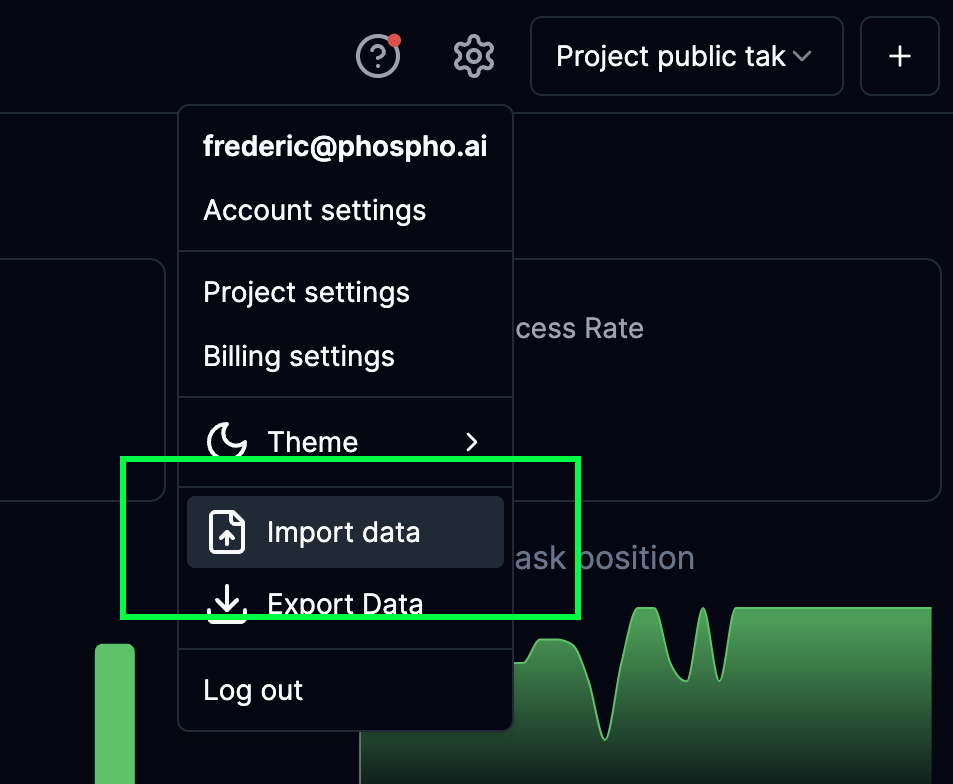 Project public tak
+
frederic@phospho.ai
Account settings
Project settings
Billing settings
cess Rate
Theme
Import data
ask position
Export Data
Log out